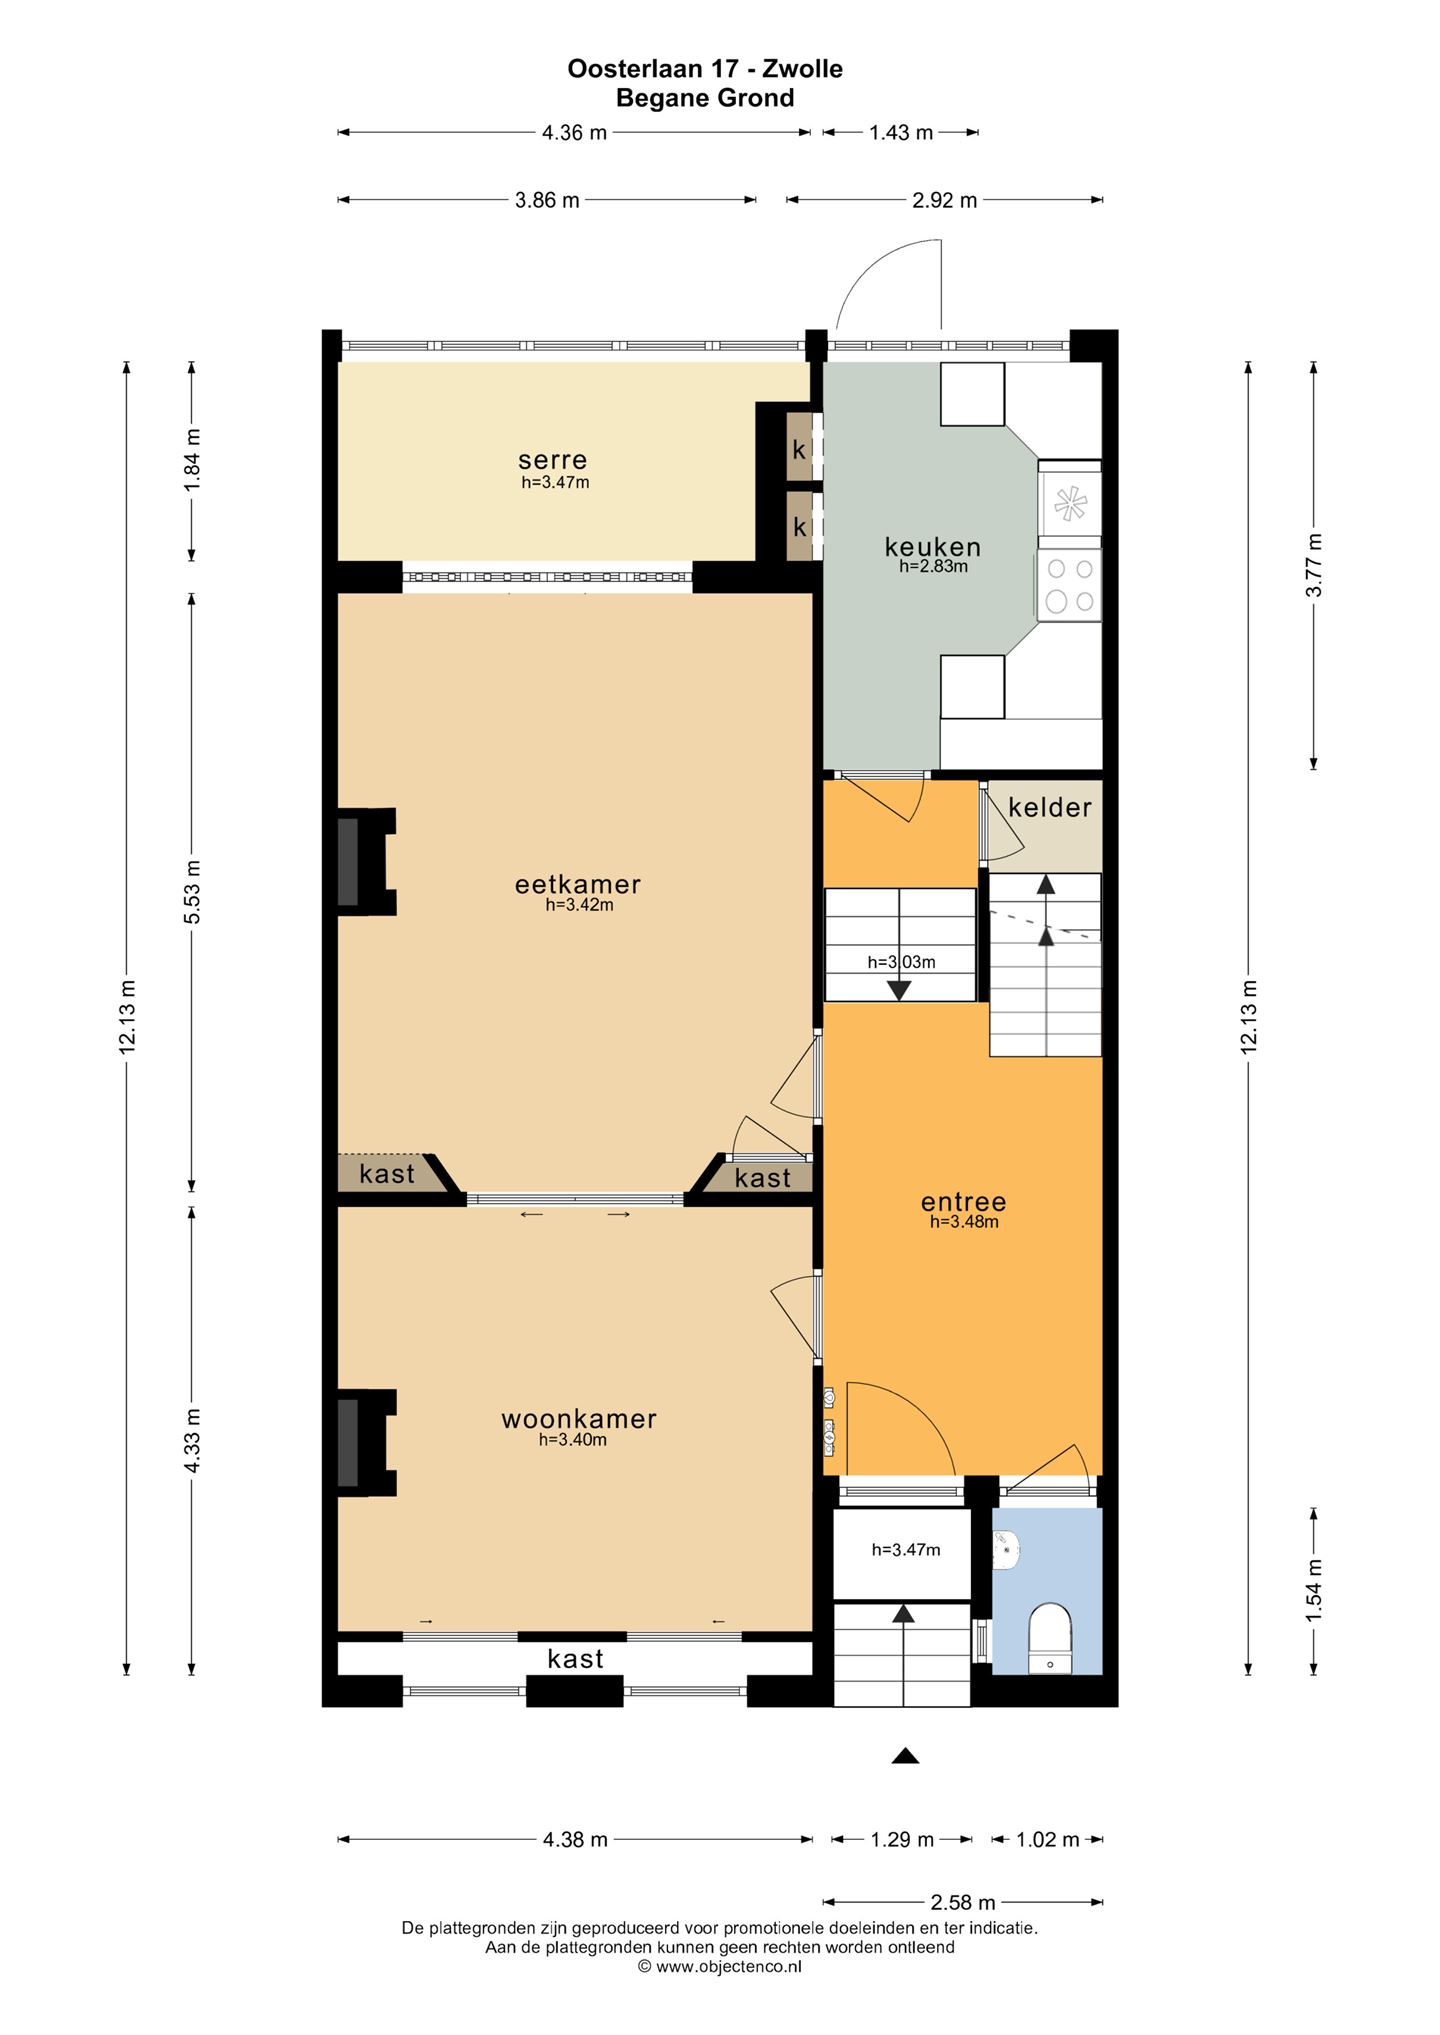 Oosterlaan 17 - Zwolle
Begane Grond
4.36 m
1.43 m
3.86 m
2.92 m
1.84 m
serre
h=3.47m
k
k
keuken
h=2.83m
3.77 m
kelder
eetkamer
h=3.42m
5.53 m
h=3.03m
12.13 m
12.13 m
kast
kast
entree
h=3.48m
woonkamer
h=3.40m
4.33 m
h=3.47m
1.54 m
kast
4.38 m
1.29 m
1.02 m
2.58 m
De plattegronden zijn geproduceerd voor promotionele doeleinden en ter indicatie.
Aan de plattegronden kunnen geen rechten worden ontleend
© www.objectenco.nl